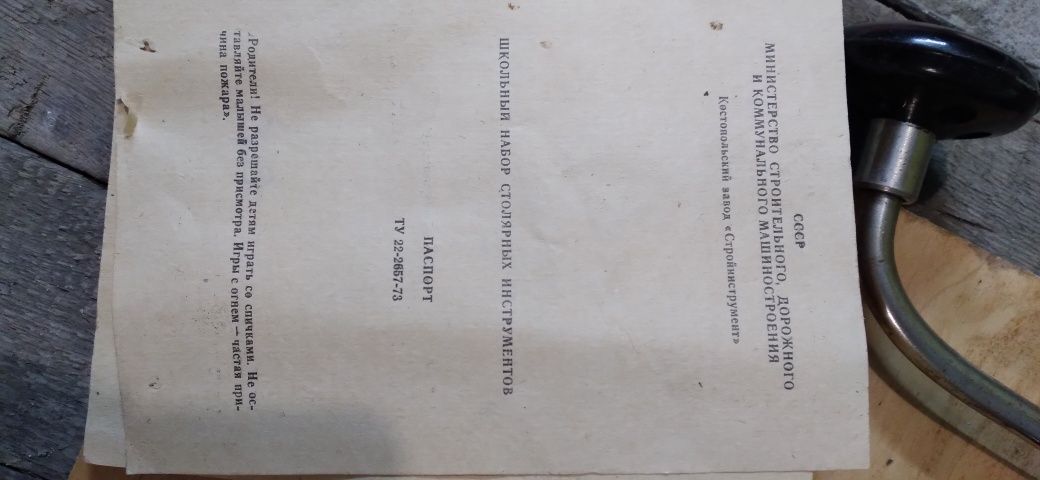 СССР
МИНИСТЕРСТВО СТРОИТЕЛЬНОГО, ДОРОЖНОГО
И КОММУНАЛЬНОГО МАШИНОСТРОЕНИЯ
Костопольский завод «Стройинструмент»
ШКОЛЬНЫЙ НАБОР СТОЛЯРНЫХ ИНСТРУМЕНТОВ
ПАСПОРТ
ТУ 22-2657-73
«Родители! Не разрешайте детям играть со спичками. Не ос-
тавляйте малышей без присмотра. Игры с огнем — частая при-
чина пожара».